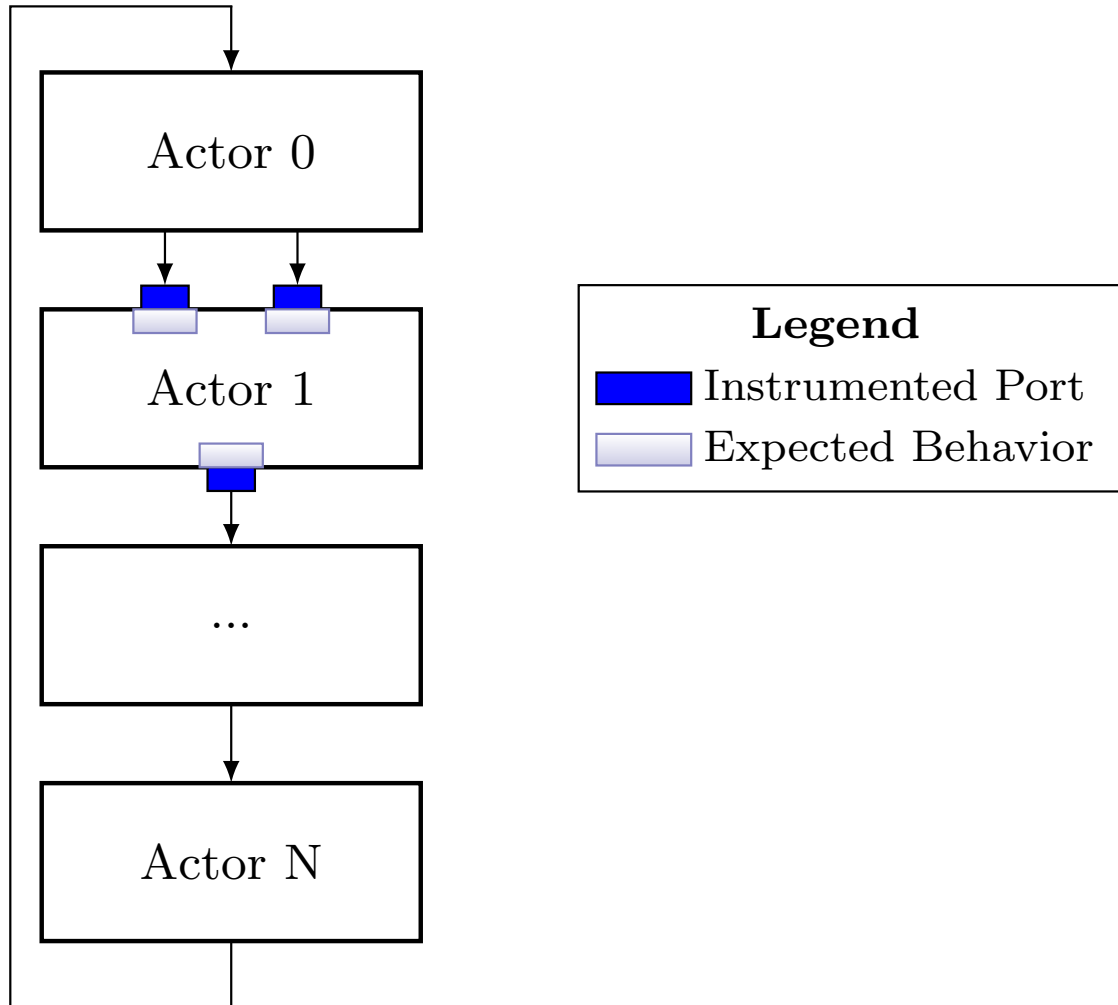 Actor 0
Actor 1
...
Actor N
Legend
Instrumented Port
Expected Behavior